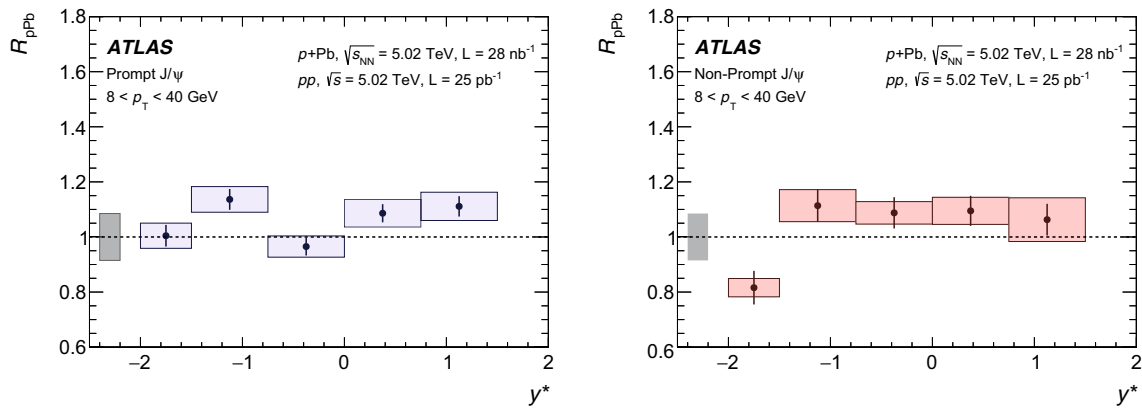 R_pPb
1.8
1.6
1.4
1.2
1
0.8
0.6
ATLAS
Prompt J/ψ
8 < p_T < 40 GeV
p+Pb, √s_NN = 5.02 TeV, L = 28 nb⁻¹
pp, √s = 5.02 TeV, L = 25 pb⁻¹
−2 −1 0 1 2
y*
R_pPb
1.8
1.6
1.4
1.2
1
0.8
0.6
ATLAS
Non-Prompt J/ψ
8 < p_T < 40 GeV
p+Pb, √s_NN = 5.02 TeV, L = 28 nb⁻¹
pp, √s = 5.02 TeV, L = 25 pb⁻¹
−2 −1 0 1 2
y*